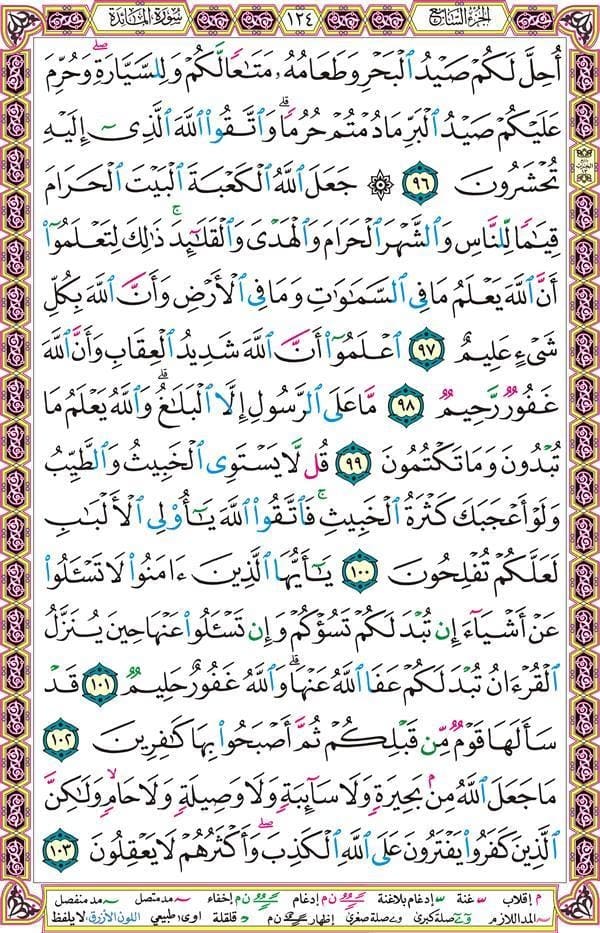 الجزء السابع ١٢٤ سورة المائدة
أُحِلَّ لَكُمْ صَيْدُ ٱلْبَحْرِ وَطَعَامُهُۥ مَتَـٰعًا لَّكُمْ وَلِلسَّيَّارَةِ ۖ وَحُرِّمَ
عَلَيْكُمْ صَيْدُ ٱلْبَرِّ مَا دُمْتُمْ حُرُمًا ۗ وَٱتَّقُوا۟ ٱللَّهَ ٱلَّذِىٓ إِلَيْهِ
تُحْشَرُونَ ٩٦ ۞ جَعَلَ ٱللَّهُ ٱلْكَعْبَةَ ٱلْبَيْتَ ٱلْحَرَامَ
قِيَـٰمًا لِّلنَّاسِ وَٱلشَّهْرَ ٱلْحَرَامَ وَٱلْهَدْىَ وَٱلْقَلَـٰٓئِدَ ۚ ذَٰلِكَ لِتَعْلَمُوٓا۟
أَنَّ ٱللَّهَ يَعْلَمُ مَا فِى ٱلسَّمَـٰوَٰتِ وَمَا فِى ٱلْأَرْضِ وَأَنَّ ٱللَّهَ بِكُلِّ
شَىْءٍ عَلِيمٌ ٩٧ ٱعْلَمُوٓا۟ أَنَّ ٱللَّهَ شَدِيدُ ٱلْعِقَابِ وَأَنَّ ٱللَّهَ
غَفُورٌ رَّحِيمٌ ٩٨ مَّا عَلَى ٱلرَّسُولِ إِلَّا ٱلْبَلَـٰغُ ۗ وَٱللَّهُ يَعْلَمُ مَا
تُبْدُونَ وَمَا تَكْتُمُونَ ٩٩ قُل لَّا يَسْتَوِى ٱلْخَبِيثُ وَٱلطَّيِّبُ
وَلَوْ أَعْجَبَكَ كَثْرَةُ ٱلْخَبِيثِ ۚ فَٱتَّقُوا۟ ٱللَّهَ يَـٰٓأُو۟لِى ٱلْأَلْبَـٰبِ
لَعَلَّكُمْ تُفْلِحُونَ ١٠٠ يَـٰٓأَيُّهَا ٱلَّذِينَ ءَامَنُوا۟ لَا تَسْـَٔلُوا۟
عَنْ أَشْيَآءَ إِن تُبْدَ لَكُمْ تَسُؤْكُمْ وَإِن تَسْـَٔلُوا۟ عَنْهَا حِينَ يُنَزَّلُ
ٱلْقُرْءَانُ تُبْدَ لَكُمْ عَفَا ٱللَّهُ عَنْهَا ۗ وَٱللَّهُ غَفُورٌ حَلِيمٌ ١٠١ قَدْ
سَأَلَهَا قَوْمٌ مِّن قَبْلِكُمْ ثُمَّ أَصْبَحُوا۟ بِهَا كَـٰفِرِينَ ١٠٢
مَا جَعَلَ ٱللَّهُ مِنۢ بَحِيرَةٍ وَلَا سَآئِبَةٍ وَلَا وَصِيلَةٍ وَلَا حَامٍ ۙ وَلَـٰكِنَّ
ٱلَّذِينَ كَفَرُوا۟ يَفْتَرُونَ عَلَى ٱللَّهِ ٱلْكَذِبَ ۖ وَأَكْثَرُهُمْ لَا يَعْقِلُونَ ١٠٣
م إقلاب غنة إدغام بلاغنة ن م إدغام ن م إخفاء مد متصل مد منفصل
المد اللازم صلة كبرى صلة صغرى إظهار قلقلة اوى طبيعي اللون الأزرق لا يلفظ